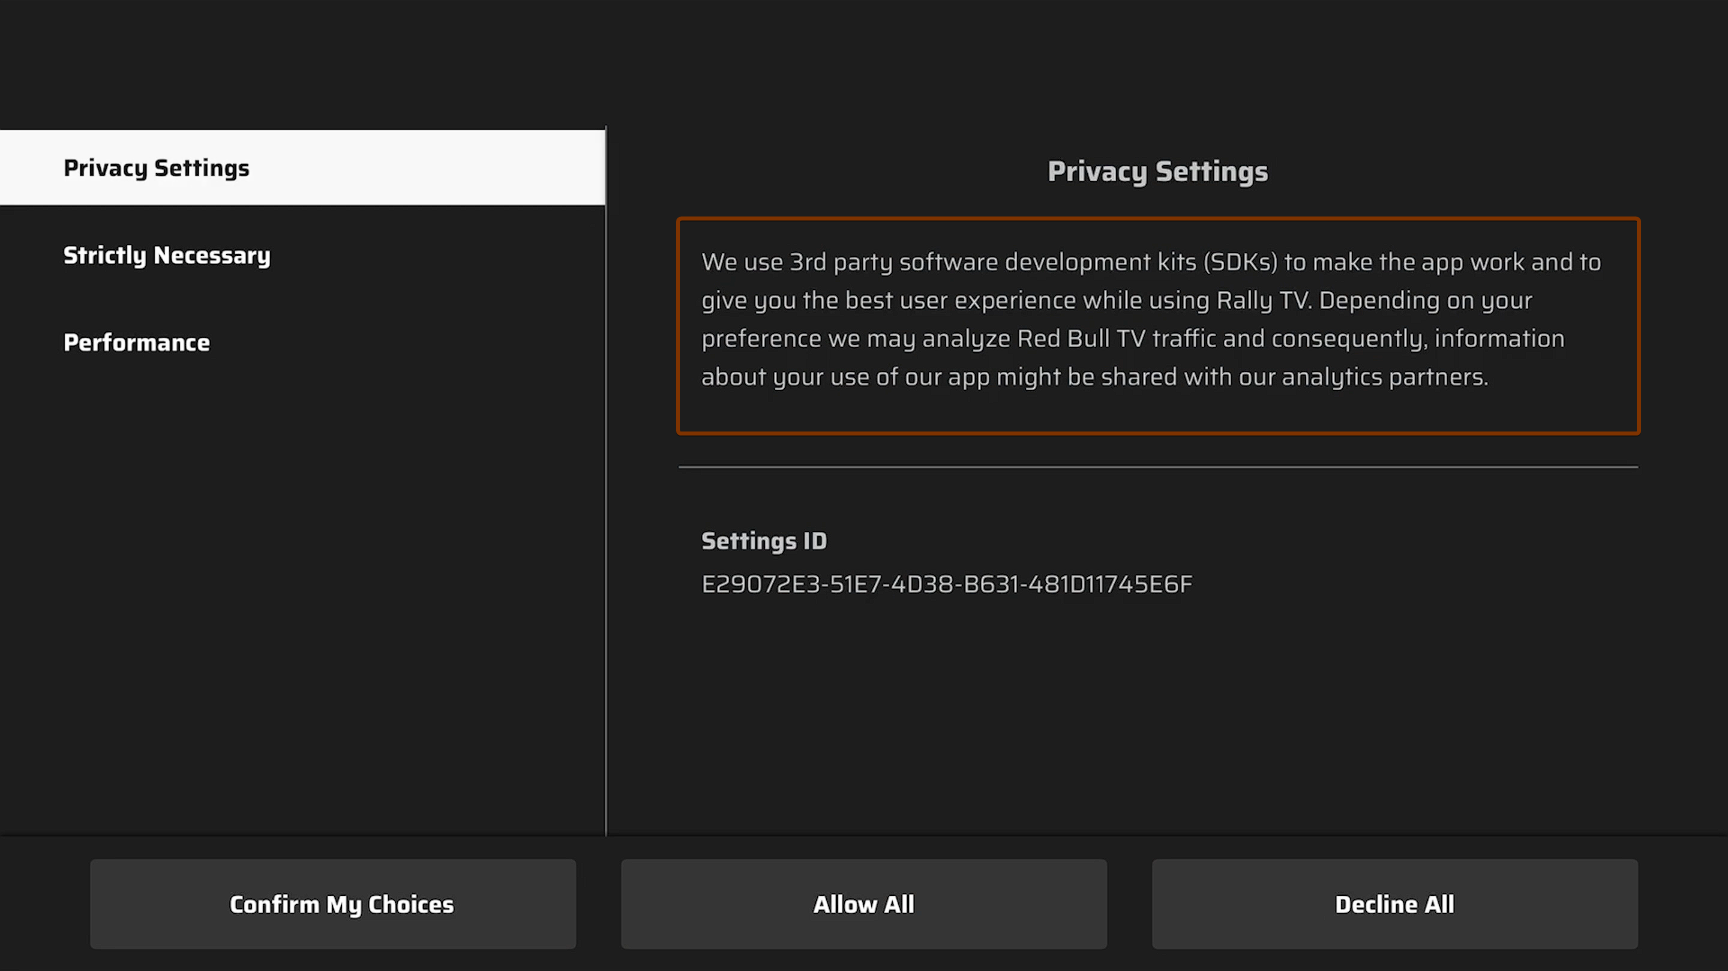 Privacy Settings
Strictly Necessary
Performance
Privacy Settings
We use 3rd party software development kits (SDKs) to make the app work and to
give you the best user experience while using Rally TV. Depending on your
preference we may analyze Red Bull TV traffic and consequently, information
about your use of our app might be shared with our analytics partners.
Settings ID
E29072E3-51E7-4D38-B631-481D11745E6F
Confirm My Choices
Allow All
Decline All